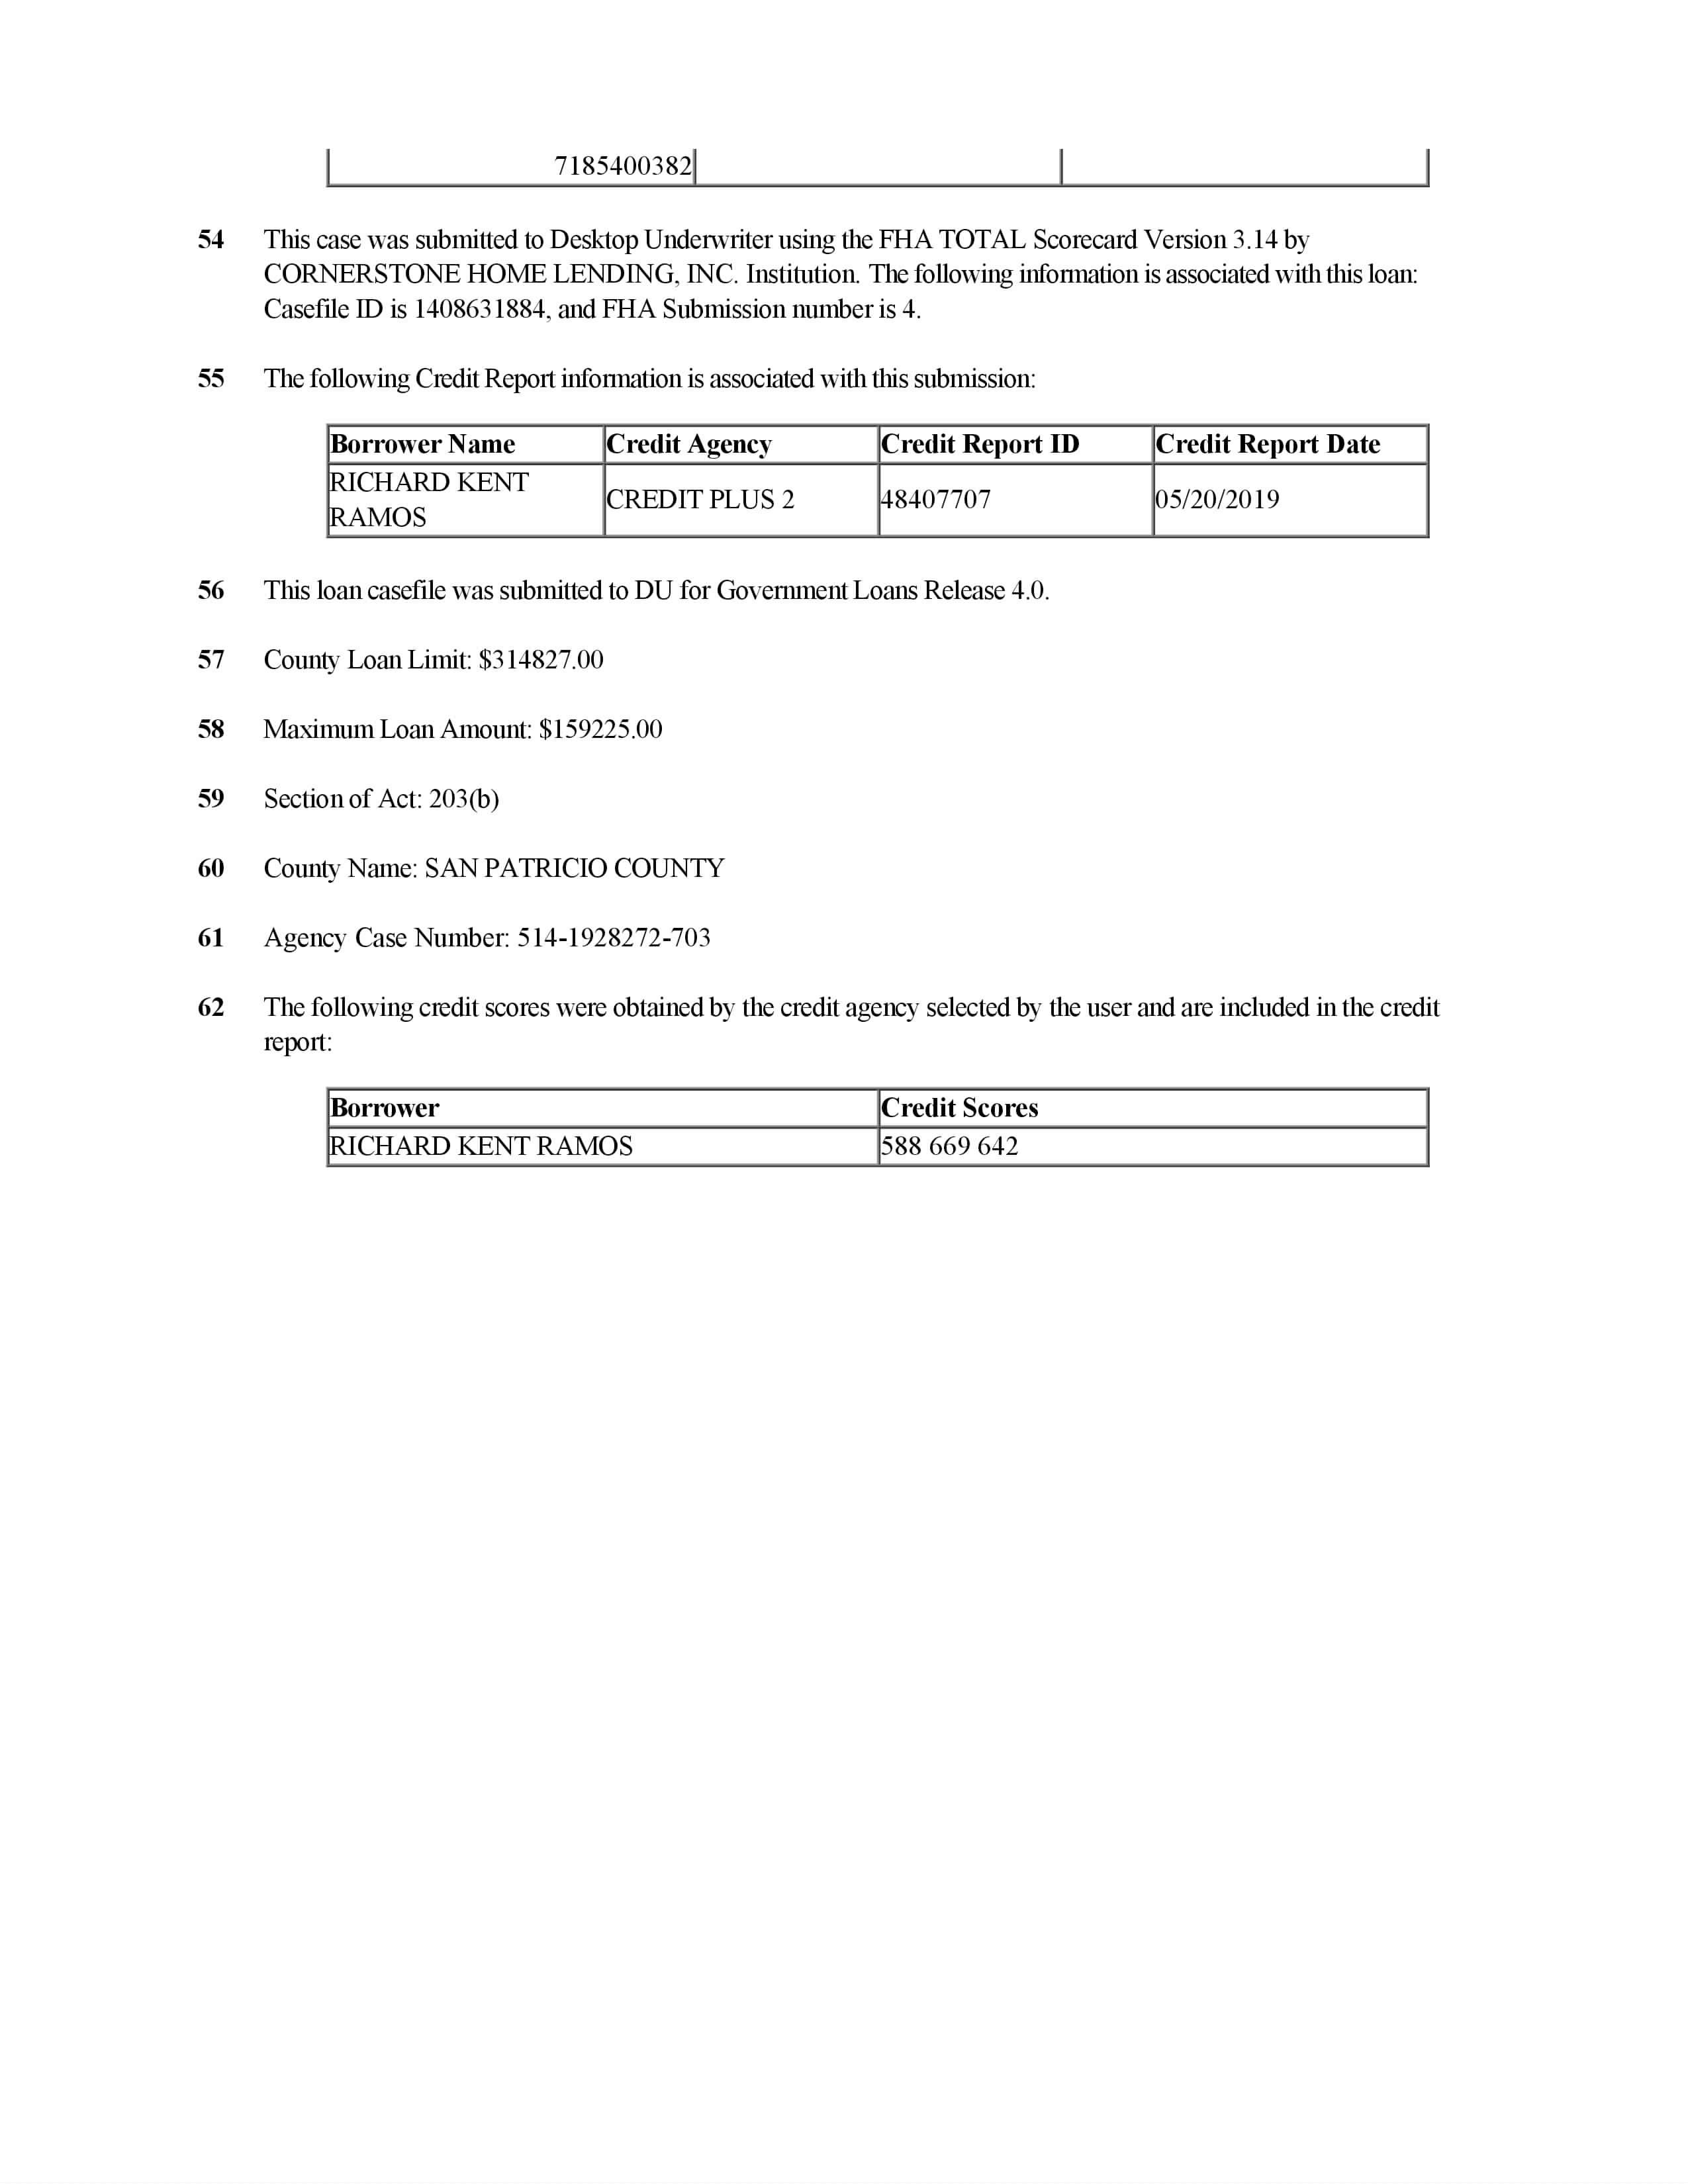 7185400382
54 This case was submitted to Desktop Underwriter using the FHA TOTAL Scorecard Version 3.14 by
CORNERSTONE HOME LENDING, INC. Institution. The following information is associated with this loan:
Casefile ID is 1408631884, and FHA Submission number is 4.
55 The following Credit Report information is associated with this submission:
Borrower Name Credit Agency Credit Report ID Credit Report Date
RICHARD KENT
RAMOS CREDIT PLUS 2 48407707 05/20/2019
56 This loan casefile was submitted to DU for Government Loans Release 4.0.
57 County Loan Limit: $314827.00
58 Maximum Loan Amount: $159225.00
59 Section of Act: 203(b)
60 County Name: SAN PATRICIO COUNTY
61 Agency Case Number: 514-1928272-703
62 The following credit scores were obtained by the credit agency selected by the user and are included in the credit
report:
Borrower Credit Scores
RICHARD KENT RAMOS 588 669 642